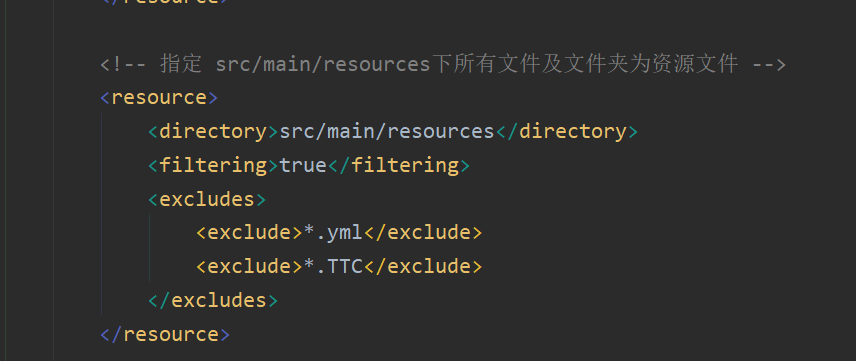 </resource>
<!-- 指定 src/main/resources下所有文件及文件夹为资源文件 -->
<resource>
<directory>src/main/resources</directory>
<filtering>true</filtering>
<excludes>
<exclude>*.yml</exclude>
<exclude>*.TTC</exclude>
</excludes>
</resource>